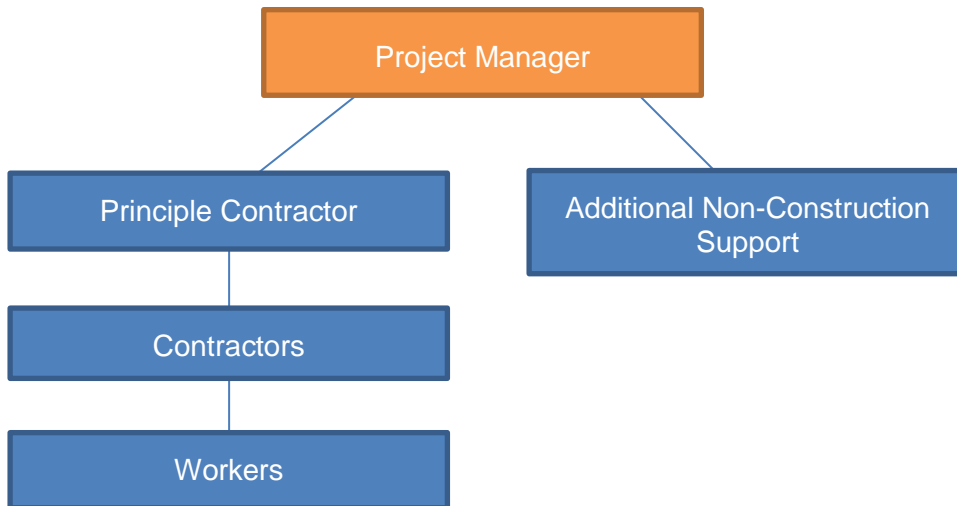 Project Manager
Principle Contractor
Additional Non-Construction
Support
Contractors
Workers